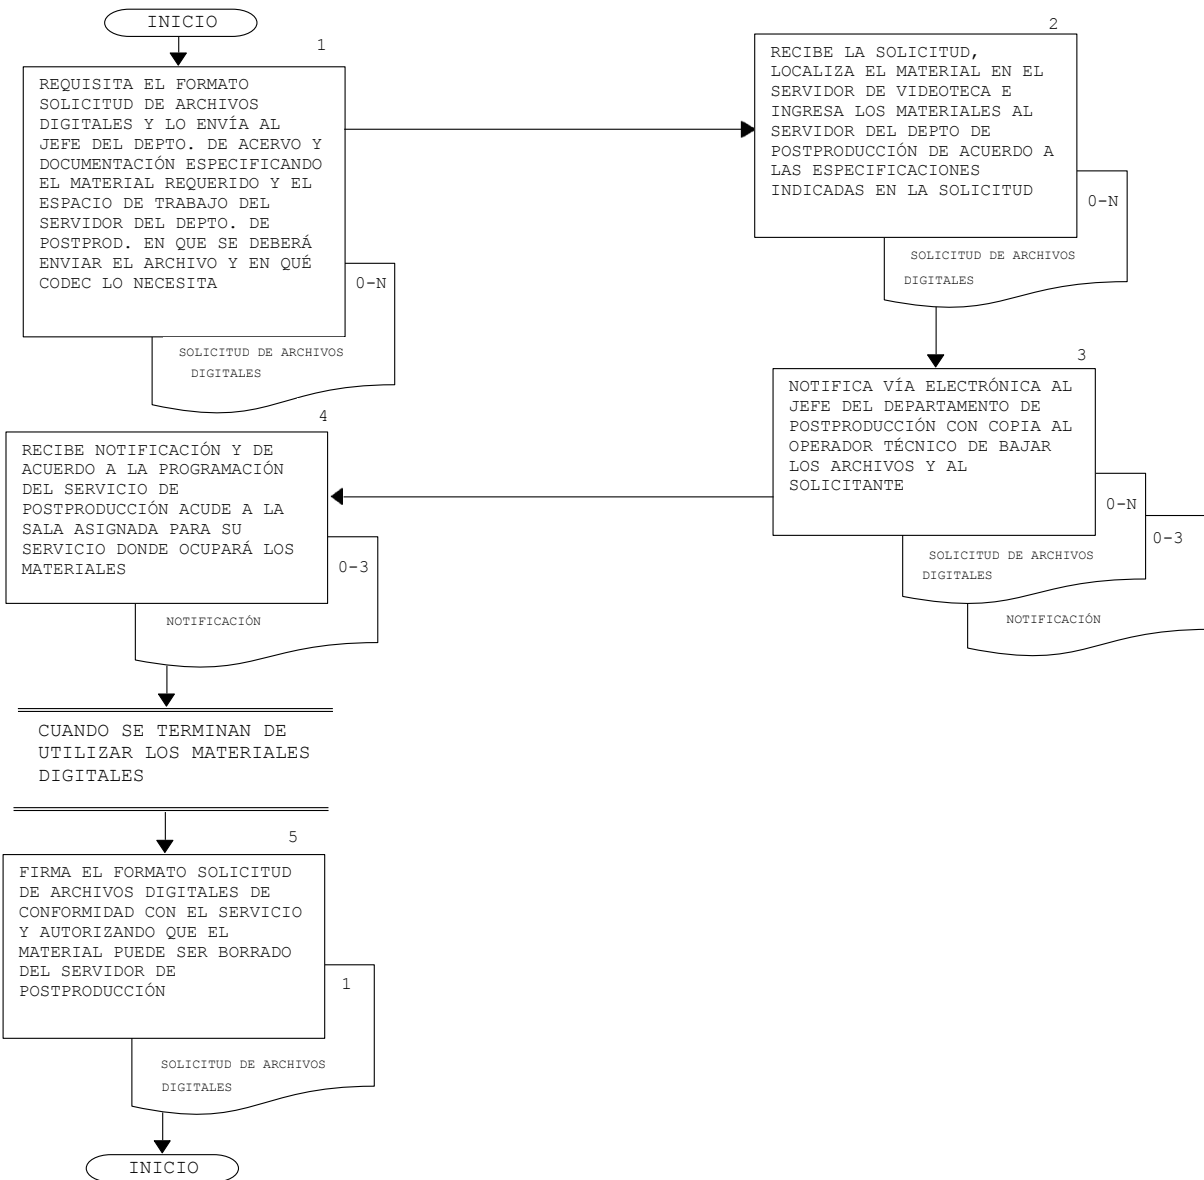 INICIO
1
REQUISITA EL FORMATO
SOLICITUD DE ARCHIVOS
DIGITALES Y LO ENVÍA AL
JEFE DEL DEPTO. DE ACERVO Y
DOCUMENTACIÓN ESPECIFICANDO
EL MATERIAL REQUERIDO Y EL
ESPACIO DE TRABAJO DEL
SERVIDOR DEL DEPTO. DE
POSTPROD. EN QUE SE DEBERÁ
ENVIAR EL ARCHIVO Y EN QUÉ
CODEC LO NECESITA
0-N
SOLICITUD DE ARCHIVOS
DIGITALES
2
RECIBE LA SOLICITUD,
LOCALIZA EL MATERIAL EN EL
SERVIDOR DE VIDEOTECA E
INGRESA LOS MATERIALES AL
SERVIDOR DEL DEPTO DE
POSTPRODUCCIÓN DE ACUERDO A
LAS ESPECIFICACIONES
INDICADAS EN LA SOLICITUD
0-N
SOLICITUD DE ARCHIVOS
DIGITALES
3
NOTIFICA VÍA ELECTRÓNICA AL
JEFE DEL DEPARTAMENTO DE
POSTPRODUCCIÓN CON COPIA AL
OPERADOR TÉCNICO DE BAJAR
LOS ARCHIVOS Y AL
SOLICITANTE
0-N
SOLICITUD DE ARCHIVOS
DIGITALES
0-3
NOTIFICACIÓN
4
RECIBE NOTIFICACIÓN Y DE
ACUERDO A LA PROGRAMACIÓN
DEL SERVICIO DE
POSTPRODUCCIÓN ACUDE A LA
SALA ASIGNADA PARA SU
SERVICIO DONDE OCUPARÁ LOS
MATERIALES
0-3
NOTIFICACIÓN
CUANDO SE TERMINAN DE
UTILIZAR LOS MATERIALES
DIGITALES
5
FIRMA EL FORMATO SOLICITUD
DE ARCHIVOS DIGITALES DE
CONFORMIDAD CON EL SERVICIO
Y AUTORIZANDO QUE EL
MATERIAL PUEDE SER BORRADO
DEL SERVIDOR DE
POSTPRODUCCIÓN
1
SOLICITUD DE ARCHIVOS
DIGITALES
INICIO